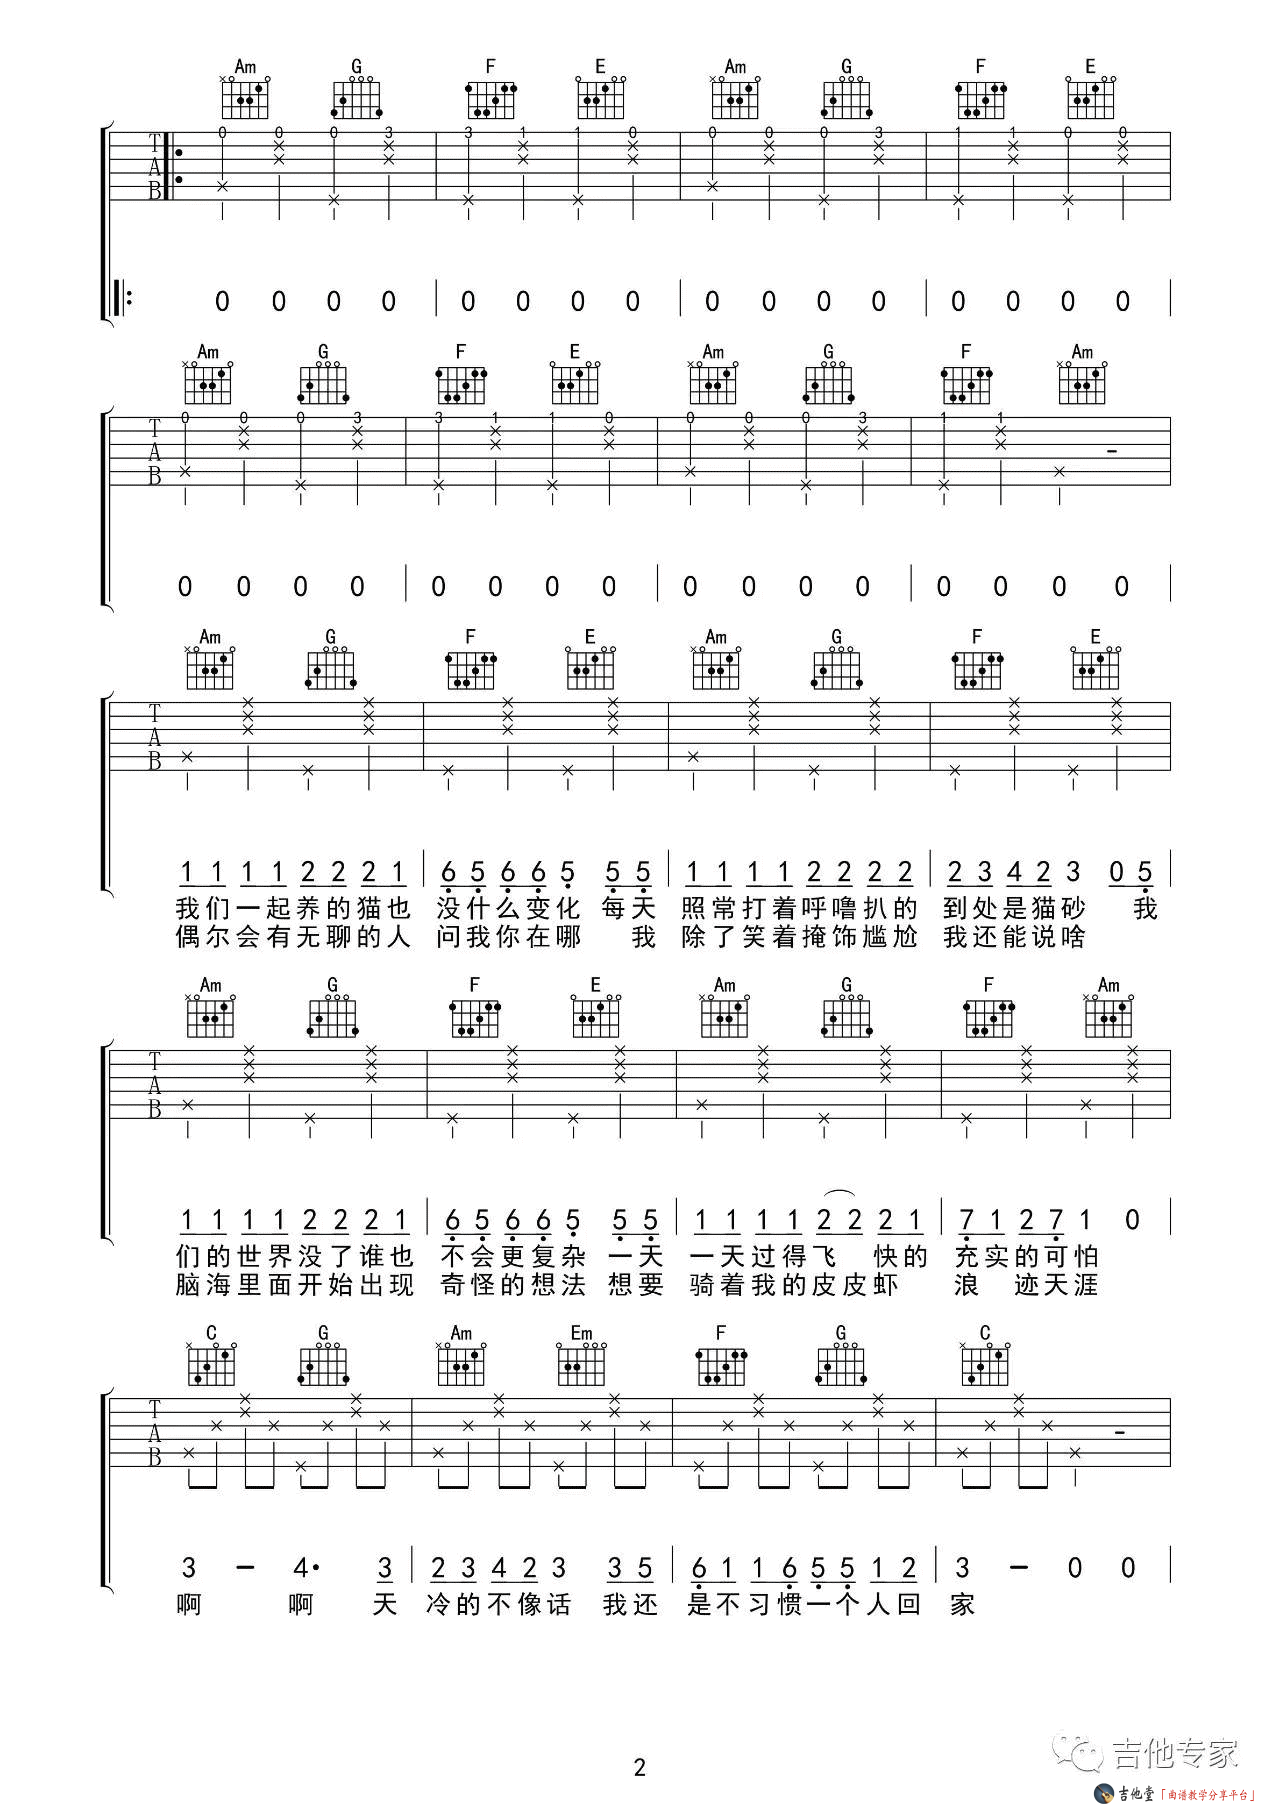 Am G F E Am G F E
0 0 0 3 3 1 1 0 0 0 0 3 1 1 0 0
T
A
B
0 0 0 0 0 0 0 0 0 0 0 0 0 0 0 0
Am G F E Am G F Am
0 0 0 3 3 1 1 0 0 0 0 3 1 1 -
T
A
B
0 0 0 0 0 0 0 0 0 0 0 0 0 0 0 0
Am G F E Am G F E
T
A
B
1 1 1 1 2 2 2 1 6 5 6 6 5 5 5 1 1 1 1 2 2 2 2 2 3 4 2 3 0 5
我们一起养的猫也 没什么变化 每天 照常打着呼噜扒的 到处是猫砂 我
偶尔会有无聊的人 问我你在哪 我 除了笑着掩饰尴尬 我还能说啥
Am G F E Am G F Am
T
A
B
1 1 1 1 2 2 2 1 6 5 6 6 5 5 5 1 1 1 1 2 2 2 1 7 1 2 7 1 0
们的世界没了谁也 不会更复杂 一天 一天过得飞 快的 充实的可怕
脑海里面开始出现 奇怪的想法 想要 骑着我的皮皮虾 浪 迹天涯
C G Am Em F G C
T
A
B
-
3 - 4· 3 2 3 4 2 3 3 5 6 1 1 6 5 5 1 2 3 - 0 0
啊 啊 天 冷的不像话 我还 是不习惯一个人回 家
2
吉他专家
吉他堂「曲谱教学分享平台」